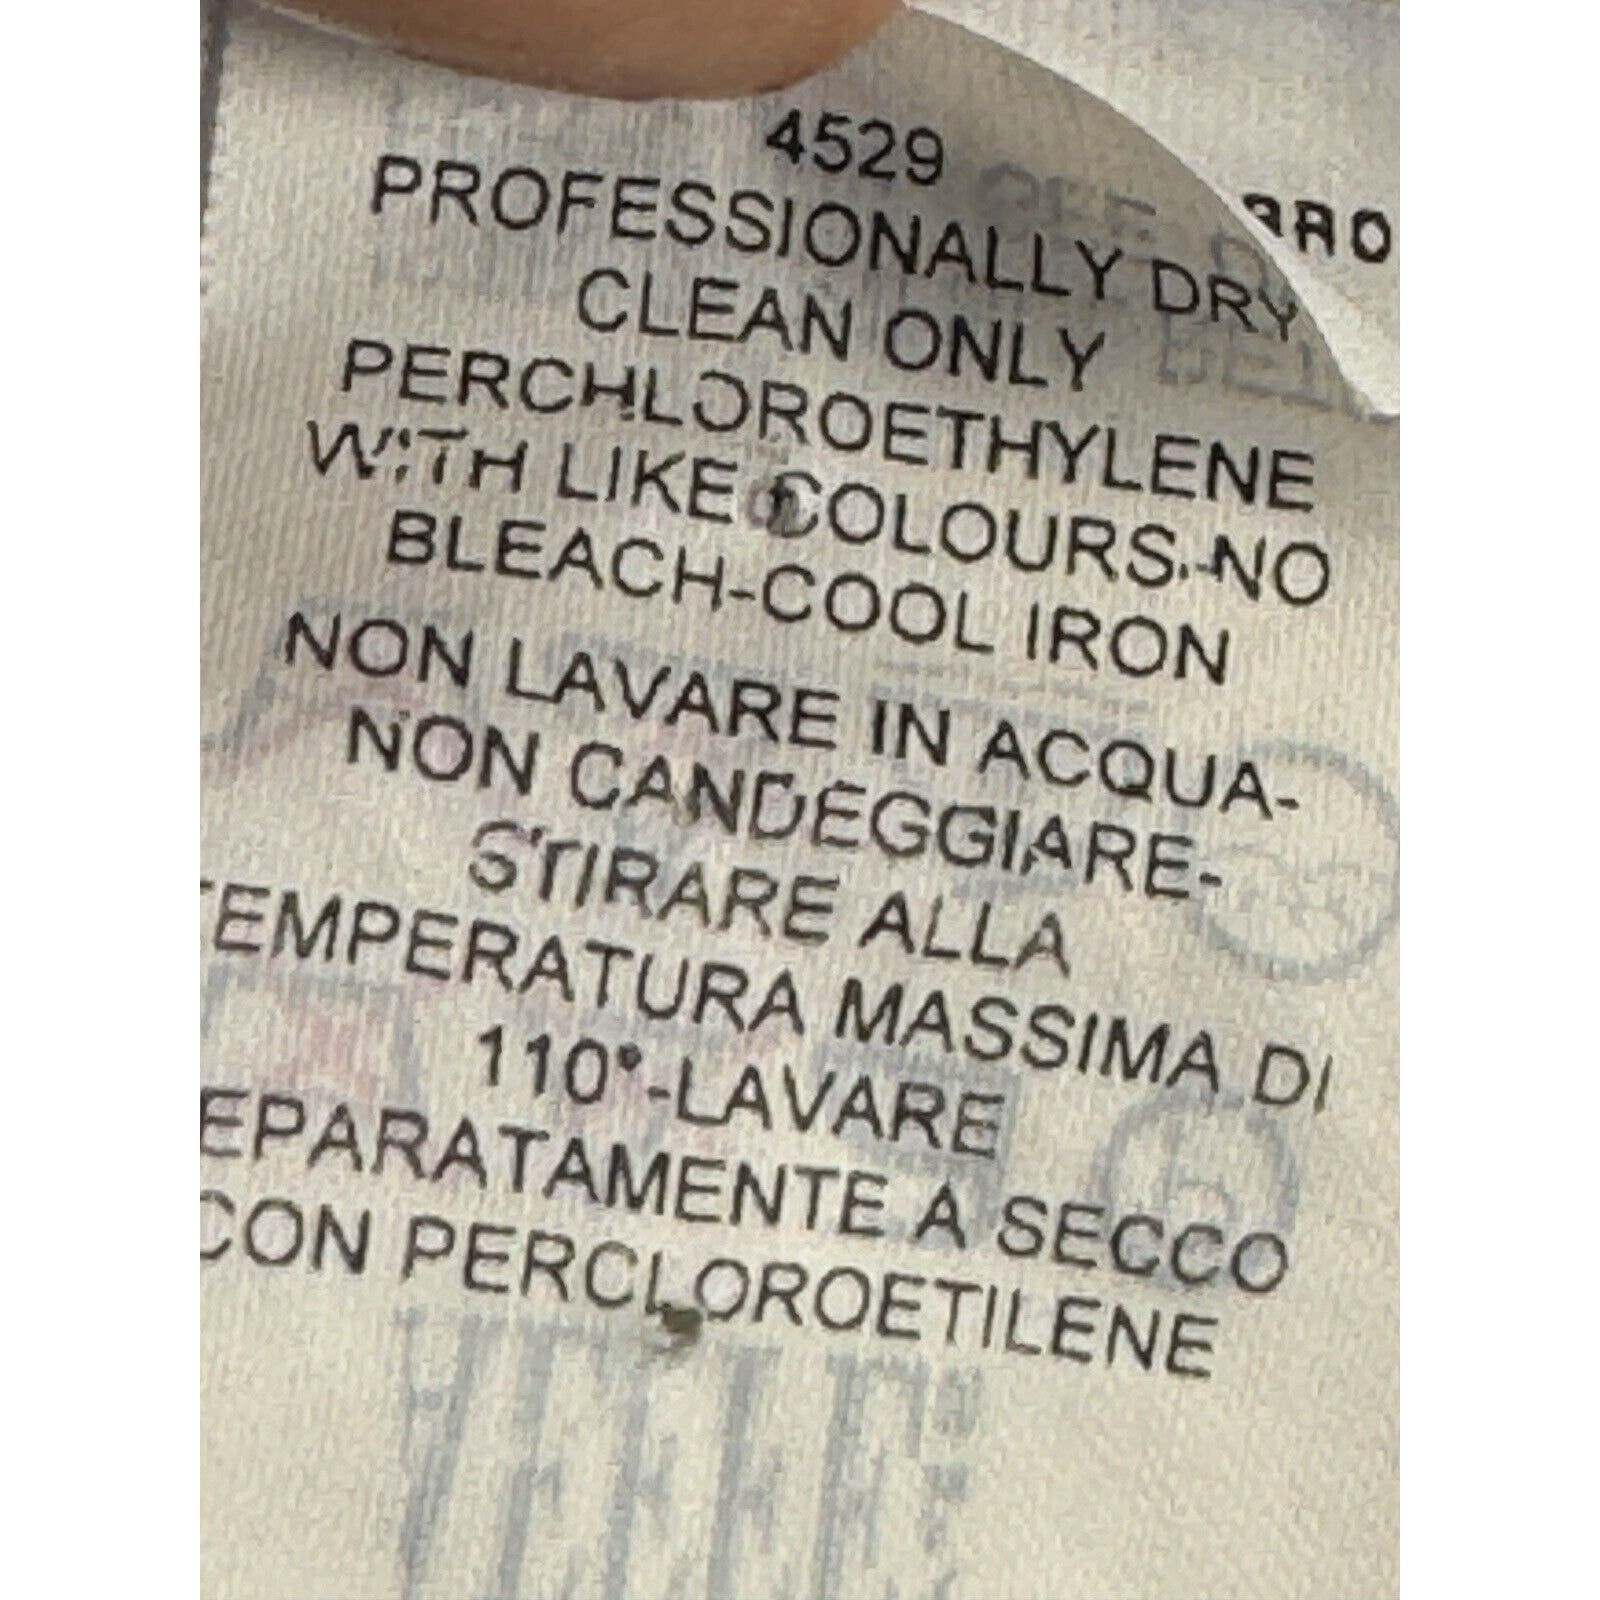 4529
PROFESSIONALLY DRY
CLEAN ONLY
PERCHLOROETHYLENE
WITH LIKE COLOURS-NO
BLEACH-COOL IRON
NON LAVARE IN ACQUA-
NON CANDEGGIARE-
STIRARE ALLA
TEMPERATURA MASSIMA DI
110°-LAVARE
EPARATAMENTE A SECCO
CON PERCLOROETILENE